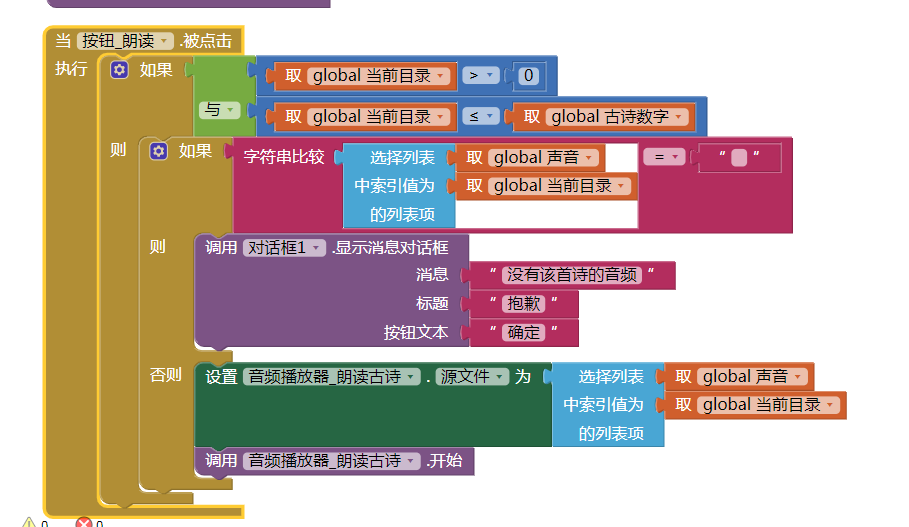 当 按钮_朗读 .被点击
执行 如果 取 global 当前目录 > 0
与 取 global 当前目录 ≤ 取 global 古诗数字
则 如果 字符串比较 选择列表 取 global 声音 = " "
中索引值为 取 global 当前目录
的列表项
则 调用 对话框1 .显示消息对话框
消息 " 没有该首诗的音频 "
标题 " 抱歉 "
按钮文本 " 确定 "
否则 设置 音频播放器_朗读古诗 . 源文件 为 选择列表 取 global 声音
中索引值为 取 global 当前目录
的列表项
调用 音频播放器_朗读古诗 .开始
0 0